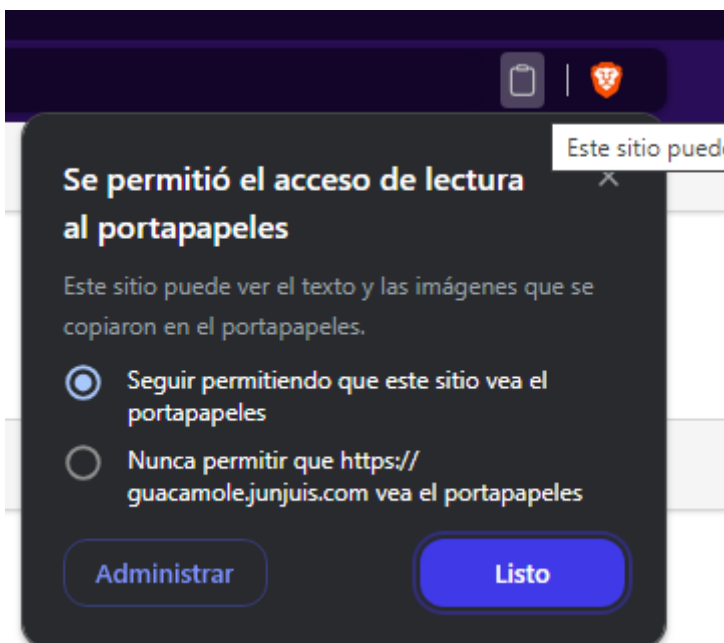 Este sitio puede
Se permitió el acceso de lectura
al portapapeles
Este sitio puede ver el texto y las imágenes que se
copiaron en el portapapeles.
Seguir permitiendo que este sitio vea el
portapapeles
Nunca permitir que https://
guacamole.junjuis.com vea el portapapeles
Administrar
Listo